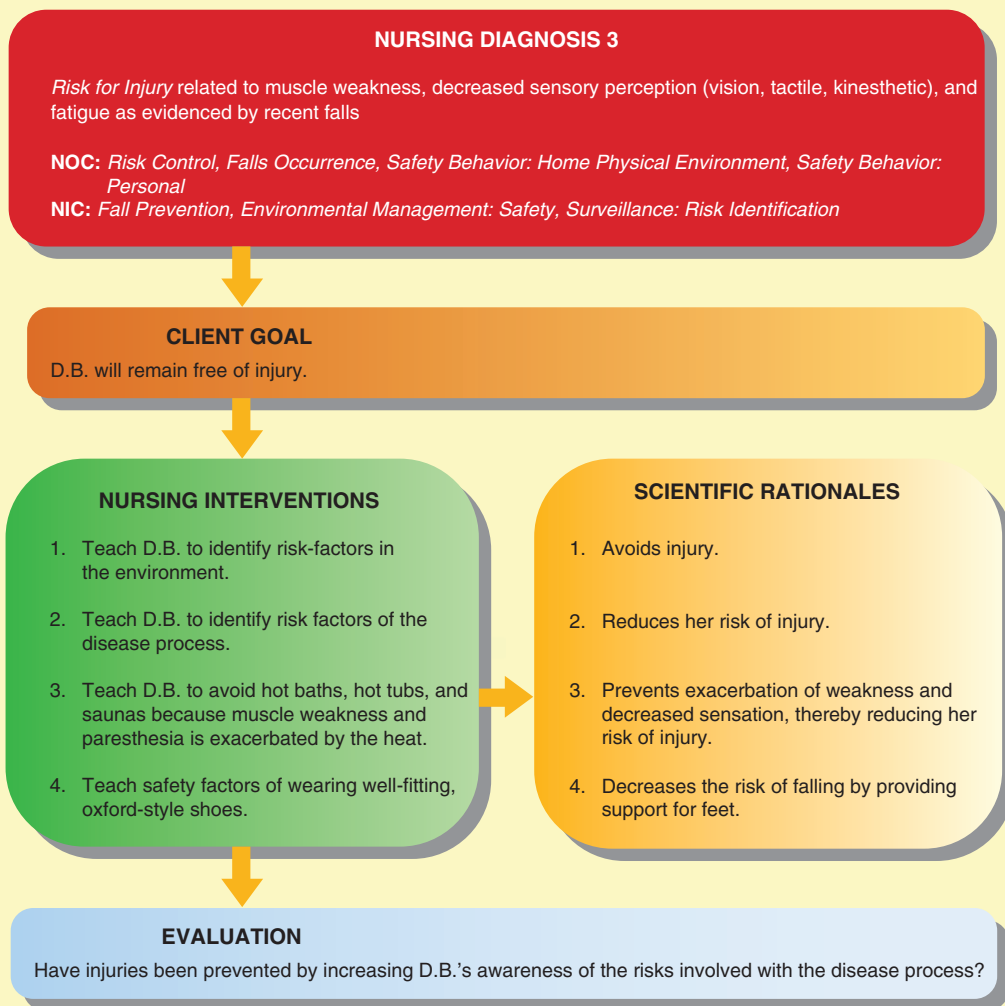 NURSING DIAGNOSIS 3
Risk for Injury related to muscle weakness, decreased sensory perception (vision, tactile, kinesthetic), and
fatigue as evidenced by recent falls
NOC: Risk Control, Falls Occurrence, Safety Behavior: Home Physical Environment, Safety Behavior:
Personal
NIC: Fall Prevention, Environmental Management: Safety, Surveillance: Risk Identification
CLIENT GOAL
D.B. will remain free of injury.
NURSING INTERVENTIONS
1. Teach D.B. to identify risk-factors in
the environment.
2. Teach D.B. to identify risk factors of the
disease process.
3. Teach D.B. to avoid hot baths, hot tubs, and
saunas because muscle weakness and
paresthesia is exacerbated by the heat.
4. Teach safety factors of wearing well-fitting,
oxford-style shoes.
SCIENTIFIC RATIONALES
1. Avoids injury.
2. Reduces her risk of injury.
3. Prevents exacerbation of weakness and
decreased sensation, thereby reducing her
risk of injury.
4. Decreases the risk of falling by providing
support for feet.
EVALUATION
Have injuries been prevented by increasing D.B.'s awareness of the risks involved with the disease process?